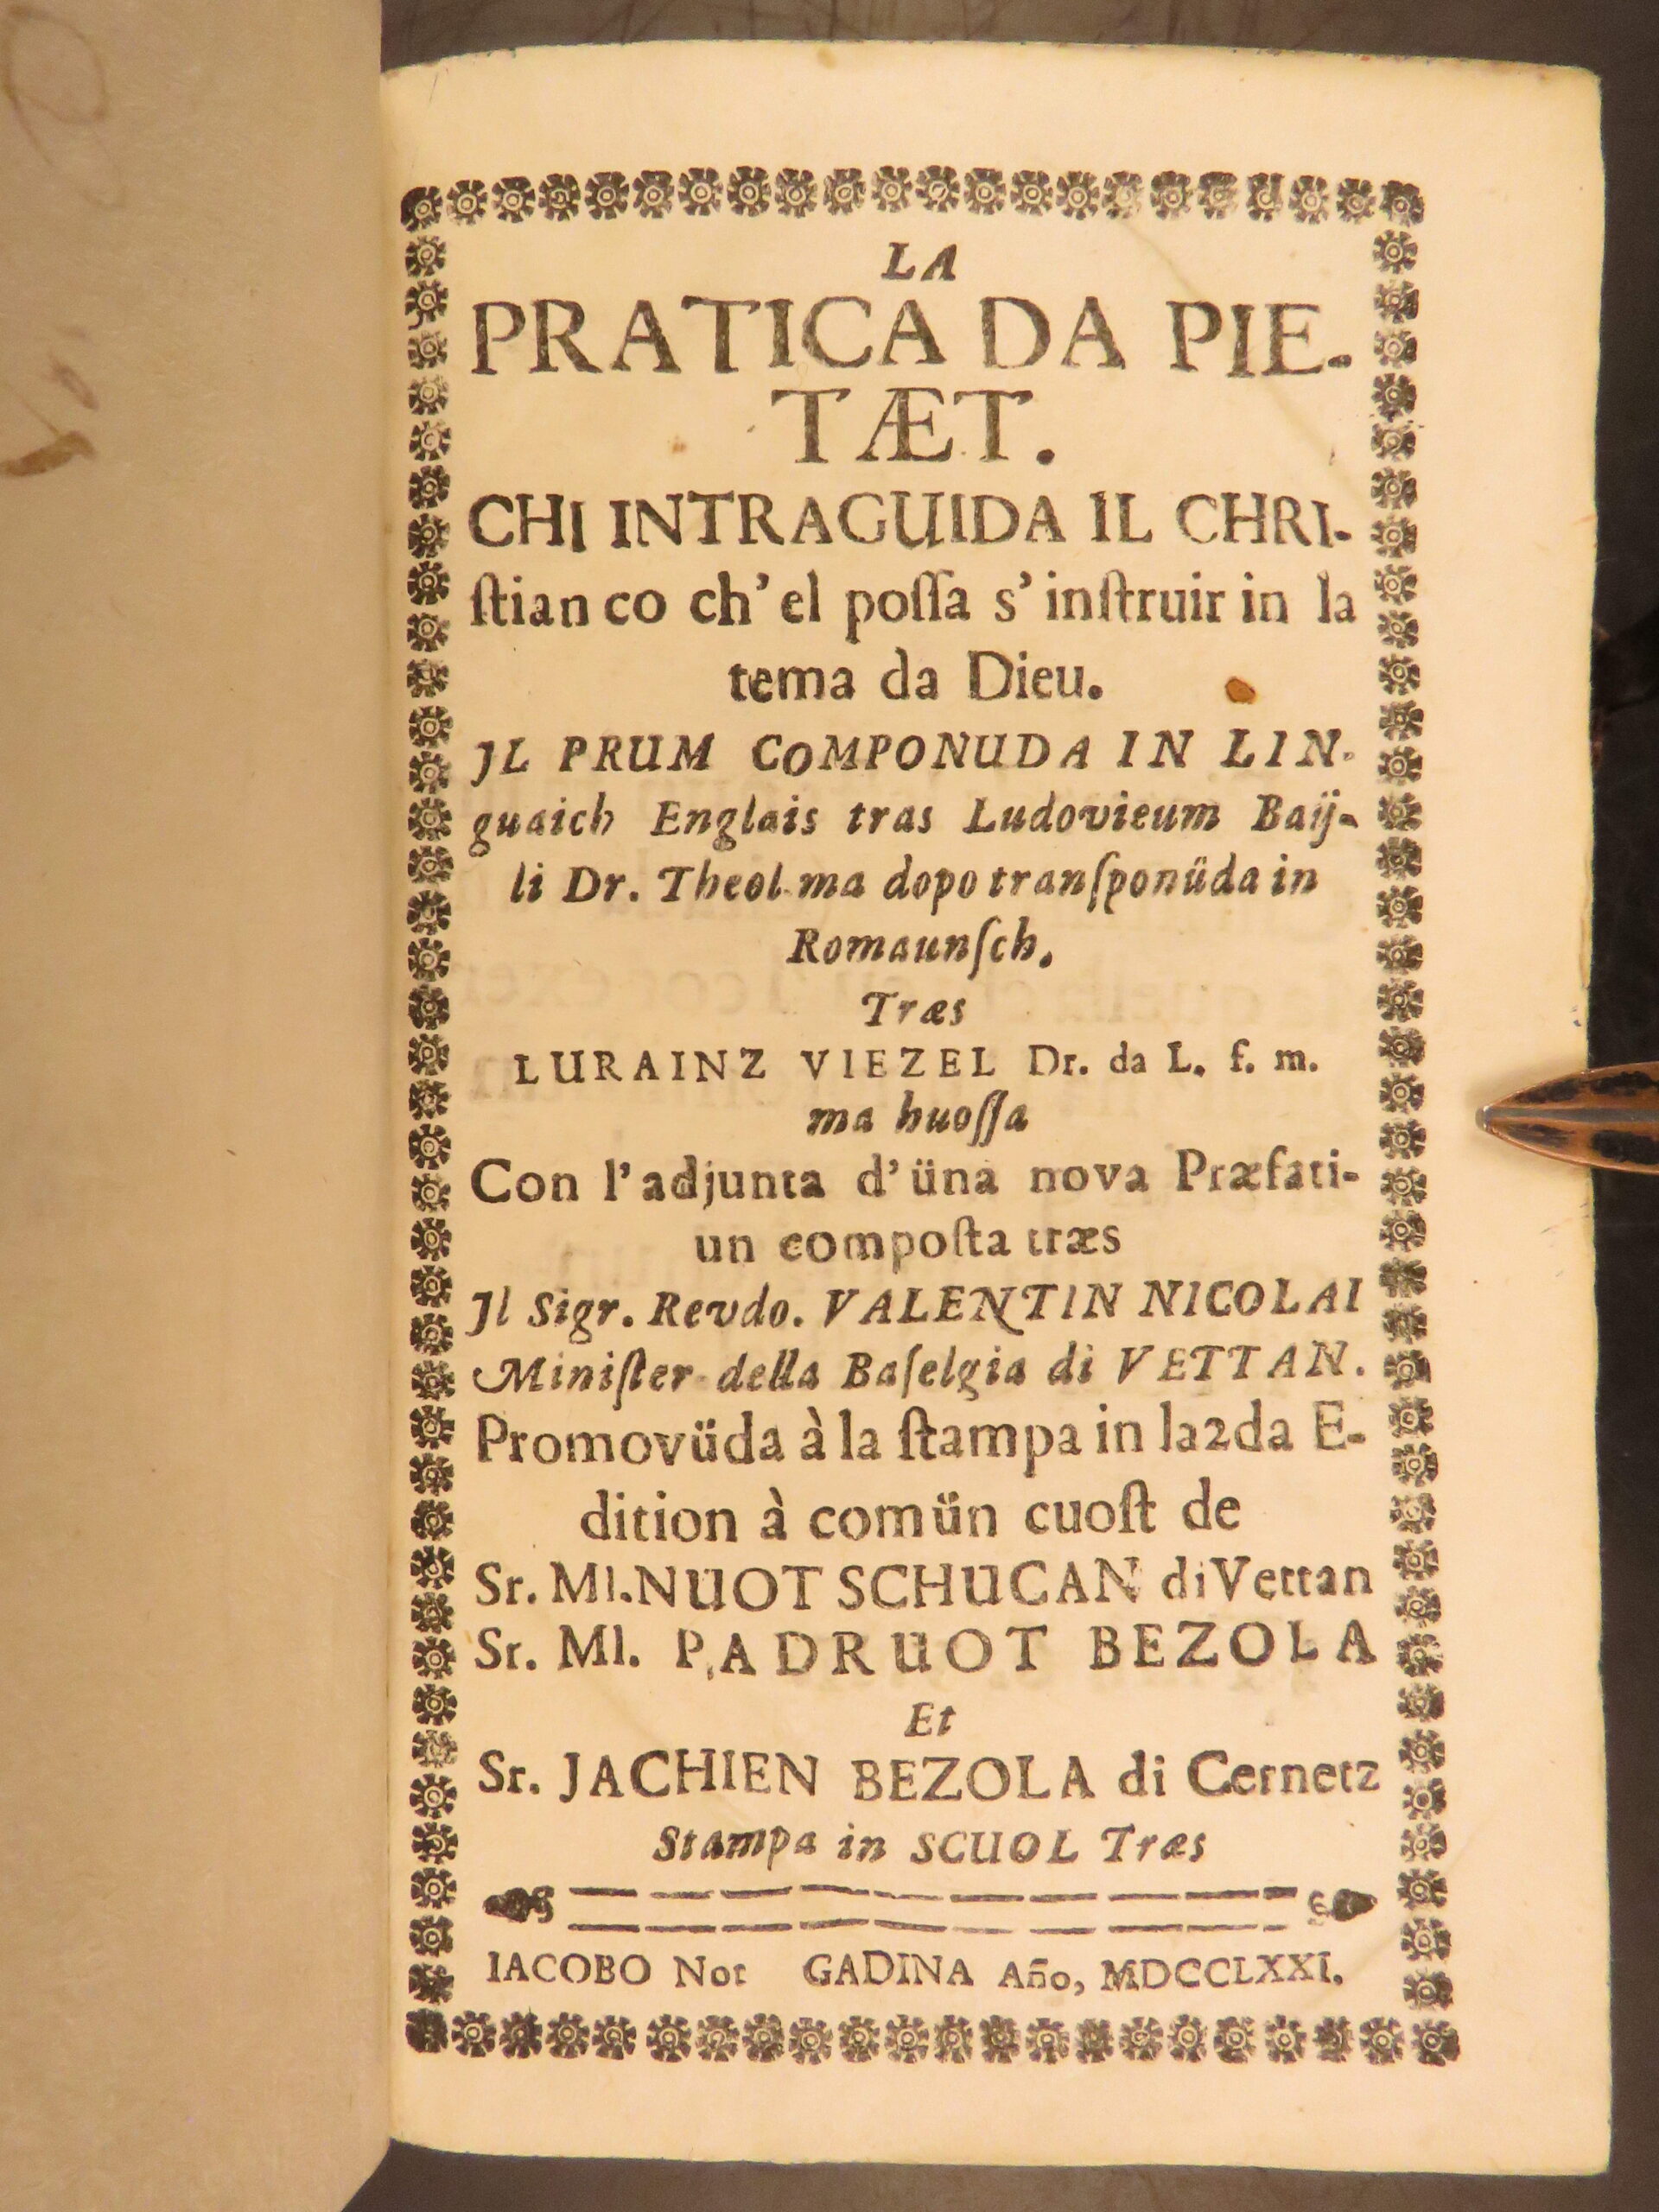 LA
PRATICA DA PIE-
TÆT.
CHI INTRAGUIDA IL CHRI-
ſtian co ch' el poſſa s' inſtruir in la
tema da Dieu.
JL PRUM COMPONUDA IN LIN-
guaich Englais tras Ludovieum Baÿ-
li Dr. Theol. ma dopo tranſponüda in
Romaunſch.
Træs
LURAINZ VIEZEL Dr. da L. f. m.
ma huoſſa
Con l' adjunta d' üna nova Præfati-
un compoſta træs
Jl Sigr. Revdo. VALENTIN NICOLAI
Miniſter della Baſelgia di VETTAN.
Promovüda à la ſtampa in la 2da E-
dition à comün cuoſt de
Sr. Ml. NUOT SCHUCAN di Vettan
Sr. Ml. PADRUOT BEZOLA
Et
Sr. JACHIEN BEZOLA di Cernetz
Stampa in SCUOL Træs
IACOBO Not GADINA Año, MDCCLXXI.